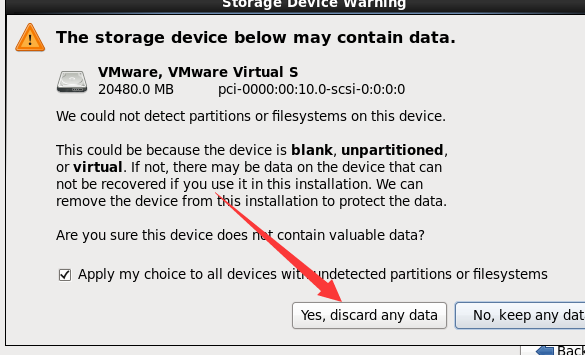 Storage Device Warning
The storage device below may contain data.
VMware, VMware Virtual S
20480.0 MB pci-0000:00:10.0-scsi-0:0:0:0
We could not detect partitions or filesystems on this device.
This could be because the device is blank, unpartitioned,
or virtual. If not, there may be data on the device that can
not be recovered if you use it in this installation. We can
remove the device from this installation to protect the data.
Are you sure this device does not contain valuable data?
Apply my choice to all devices with undetected partitions or filesystems
Yes, discard any data No, keep any dat
Back